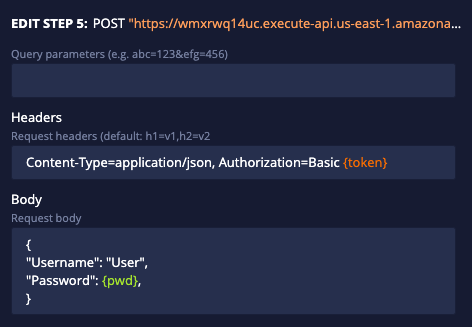 EDIT STEP 5: POST "https://wmxrwq14uc.execute-api.us-east-1.amazona...
Query parameters (e.g. abc=123&efg=456)
Headers
Request headers (default: h1=v1,h2=v2
Content-Type=application/json, Authorization=Basic {token}
Body
Request body
{
"Username": "User",
"Password": {pwd},
}